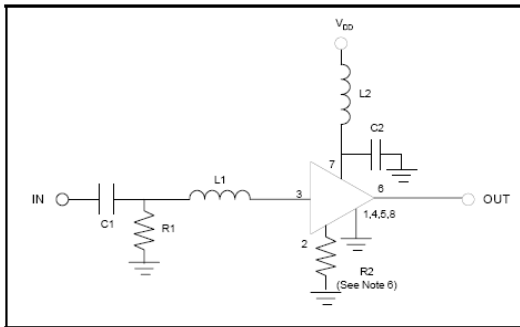 V_DD
L2
C2
7
L1
IN
3
6
OUT
C1
R1
1,4,5,8
2
R2
(See Note 6)